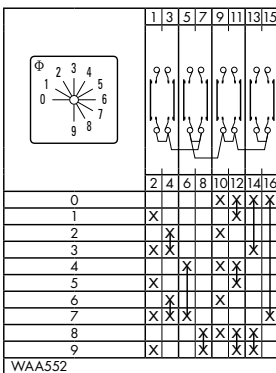 1 3 5 7 9 11 13 15
Φ
2 3 4
1 5
0 6
7
9 8
2 4 6 8 10 12 14 16
0 X X X X
1 X X
2 X X
3 X X X
4 X X X
5 X X
6 X X
7 X X X X
8 X X X X
9 X X X X
WAA552